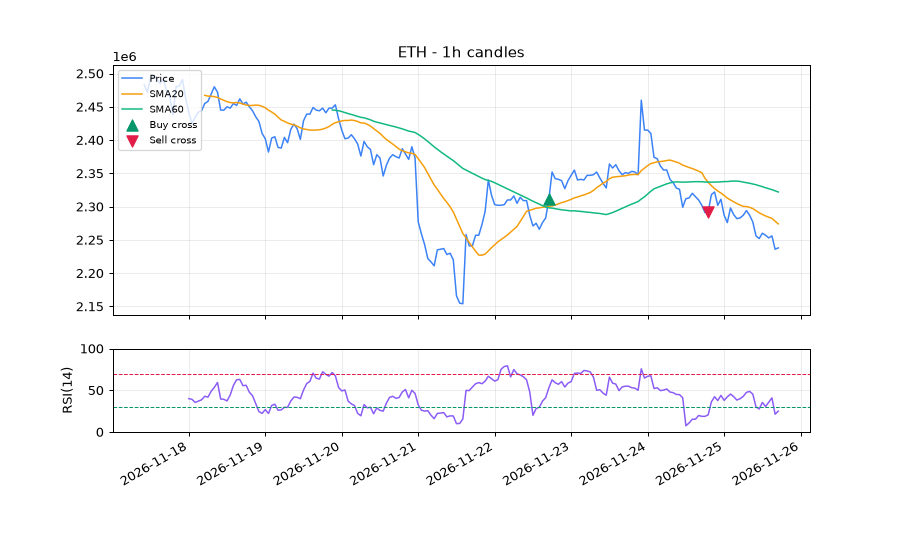 ETH - 1h candles
1e6
2.50
2.45
2.40
2.35
2.30
2.25
2.20
2.15
Price
SMA20
SMA60
Buy cross
Sell cross
100
50
0
RSI(14)
2026-11-18
2026-11-19
2026-11-20
2026-11-21
2026-11-22
2026-11-23
2026-11-24
2026-11-25
2026-11-26